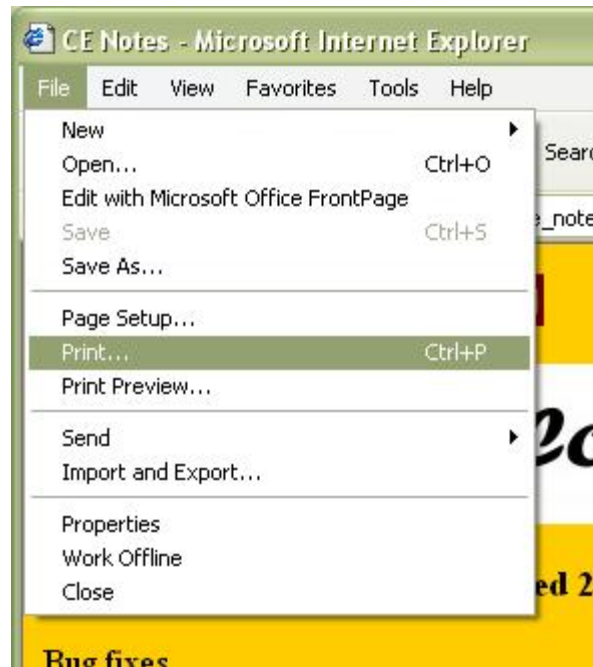 CE Notes - Microsoft Internet Explorer
File Edit View Favorites Tools Help
New
Open... Ctrl+O
Edit with Microsoft Office FrontPage
Save Ctrl+S
Save As...
Page Setup...
Print... Ctrl+P
Print Preview...
Send
Import and Export...
Properties
Work Offline
Close
Bug fixes